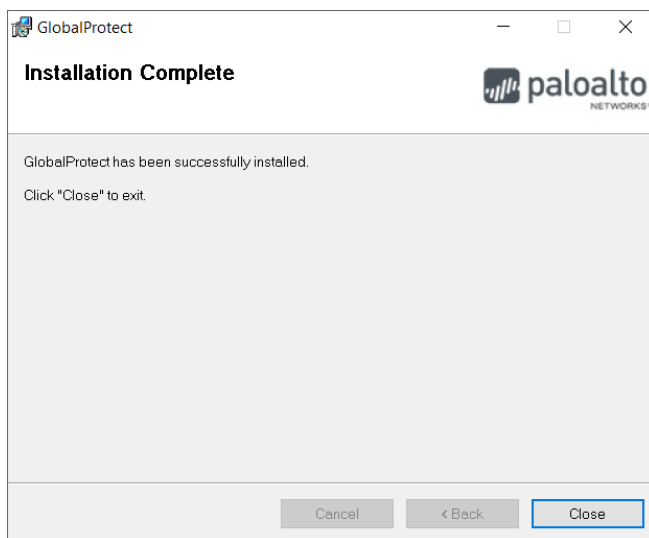 GlobalProtect
Installation Complete
paloalto
NETWORKS
GlobalProtect has been successfully installed.
Click "Close" to exit.
Cancel
< Back
Close